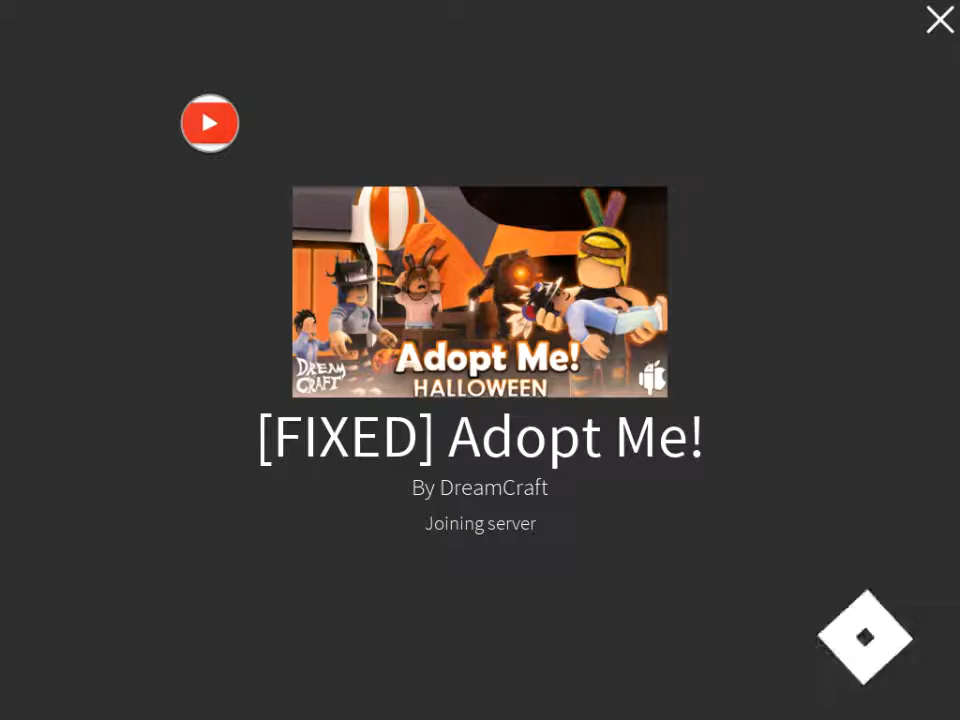 DREAM
CRAFT
Adopt Me!
HALLOWEEN
[FIXED] Adopt Me!
By DreamCraft
Joining server